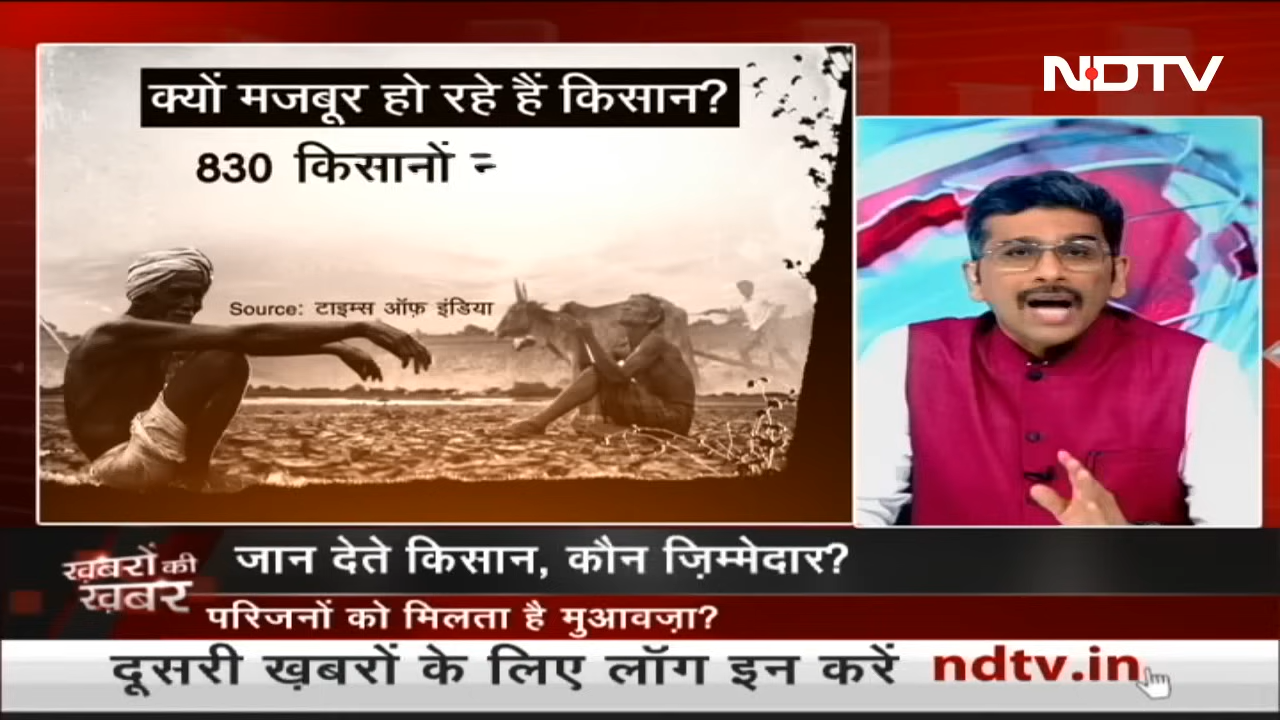 क्यों मजबूर हो रहे हैं किसान?
NDTV
830 किसानों
Source: टाइम्स ऑफ़ इंडिया
ख़बरों की
ख़बर
जान देते किसान, कौन ज़िम्मेदार?
परिजनों को मिलता है मुआवज़ा?
दूसरी ख़बरों के लिए लॉग इन करें ndtv.in